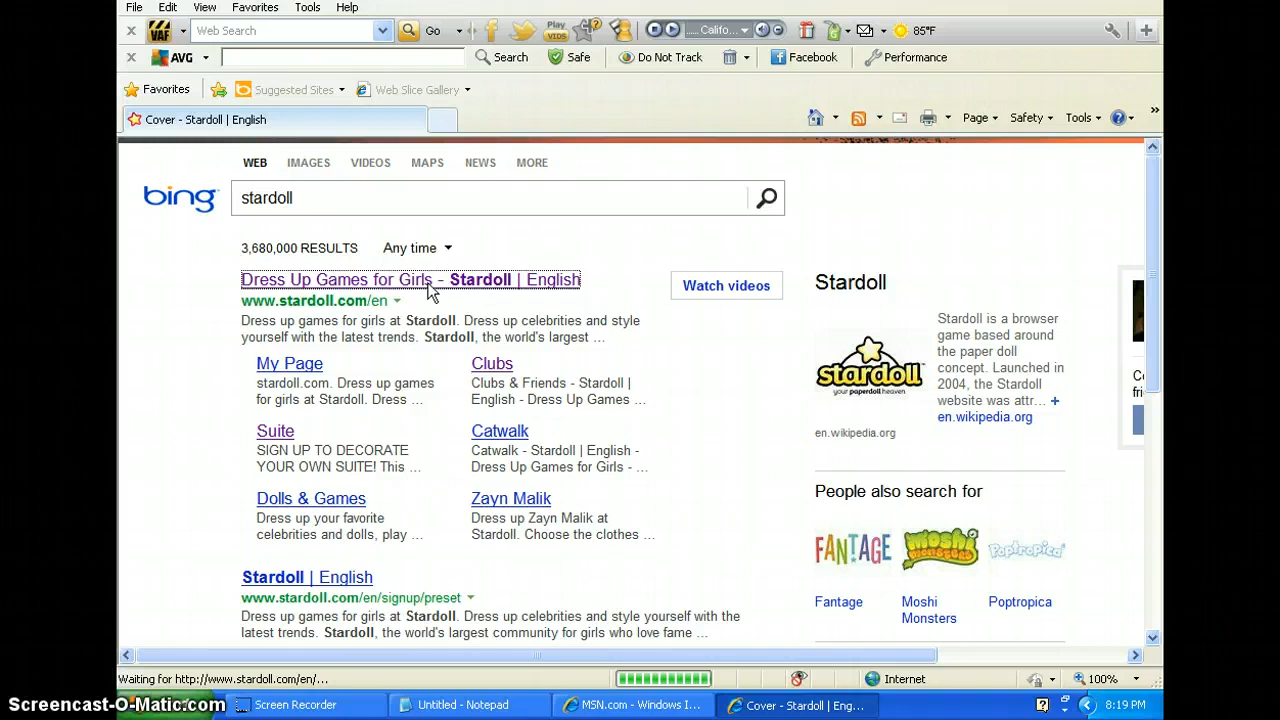 File Edit View Favorites Tools Help
VAF Web Search Go Play VIDS ..... Califo... 85°F
AVG Search Safe Do Not Track Facebook Performance
Favorites Suggested Sites Web Slice Gallery
Cover - Stardoll | English Page Safety Tools
WEB IMAGES VIDEOS MAPS NEWS MORE
bing stardoll
3,680,000 RESULTS Any time
Dress Up Games for Girls - Stardoll | English
www.stardoll.com/en
Dress up games for girls at Stardoll. Dress up celebrities and style
yourself with the latest trends. Stardoll, the world's largest ...
Watch videos
My Page
stardoll.com. Dress up games
for girls at Stardoll. Dress ...
Clubs
Clubs & Friends - Stardoll |
English - Dress Up Games ...
Suite
SIGN UP TO DECORATE
YOUR OWN SUITE! This ...
Catwalk
Catwalk - Stardoll | English -
Dress Up Games for Girls - ...
Dolls & Games
Dress up your favorite
celebrities and dolls, play ...
Zayn Malik
Dress up Zayn Malik at
Stardoll. Choose the clothes ...
Stardoll | English
www.stardoll.com/en/signup/preset
Dress up games for girls at Stardoll. Dress up celebrities and style yourself with the
latest trends. Stardoll, the world's largest community for girls who love fame ...
Stardoll
stardoll
your paperdoll heaven
en.wikipedia.org
Stardoll is a browser
game based around
the paper doll
concept. Launched in
2004, the Stardoll
website was attr... +
en.wikipedia.org
People also search for
FANTAGE moshi monsters Poptropica
Fantage
Moshi
Monsters
Poptropica
Waiting for http://www.stardoll.com/en/... Internet 100%
Screencast-O-Matic.com Screen Recorder Untitled - Notepad MSN.com - Windows I... Cover - Stardoll | Eng... 8:19 PM